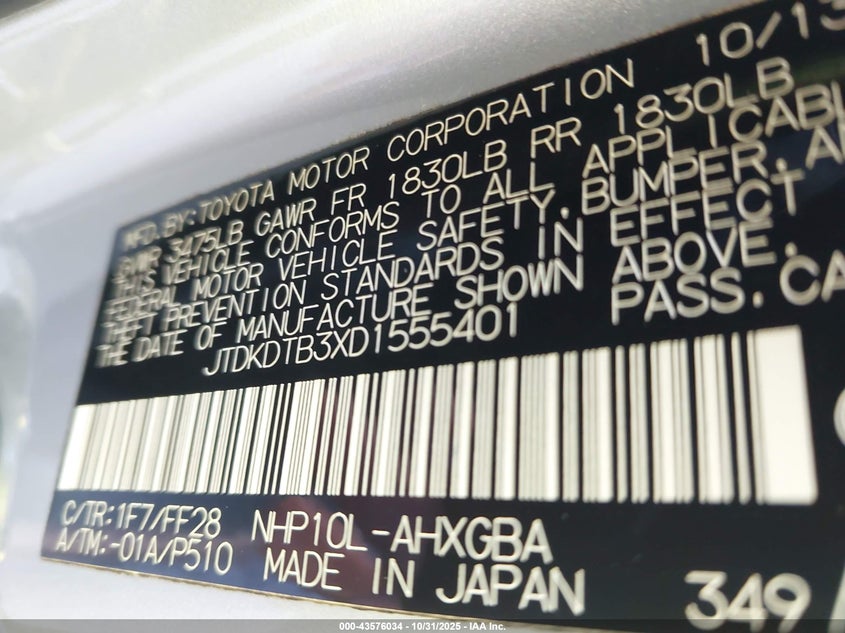 MFD. BY: TOYOTA MOTOR CORPORATION 10/13
GVWR 3475LB GAWR FR 1830LB RR 1830LB
THIS VEHICLE CONFORMS TO ALL APPLICABL
FEDERAL MOTOR VEHICLE SAFETY, BUMPER, A
THEFT PREVENTION STANDARDS IN EFFECT
THE DATE OF MANUFACTURE SHOWN ABOVE.
JTDKDTB3XD1555401 PASS. CA
C/TR: 1F7/FF28 NHP10L-AHXGBA
A/TM: -01A/P510 MADE IN JAPAN 349
000-43576034 - 10/31/2025 - IAA Inc.